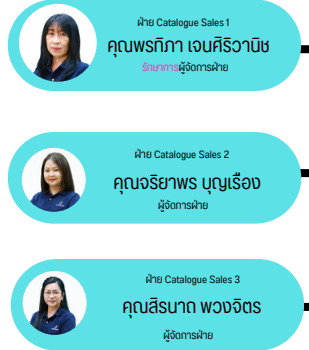 ฝ่าย Catalogue Sales 1
คุณพรทิภา เจนศิริวานิช
รักษาการผู้จัดการฝ่าย
ฝ่าย Catalogue Sales 2
คุณจริยาพร บุญเรือง
ผู้จัดการฝ่าย
ฝ่าย Catalogue Sales 3
คุณสิรนาถ พวงจิตร
ผู้จัดการฝ่าย